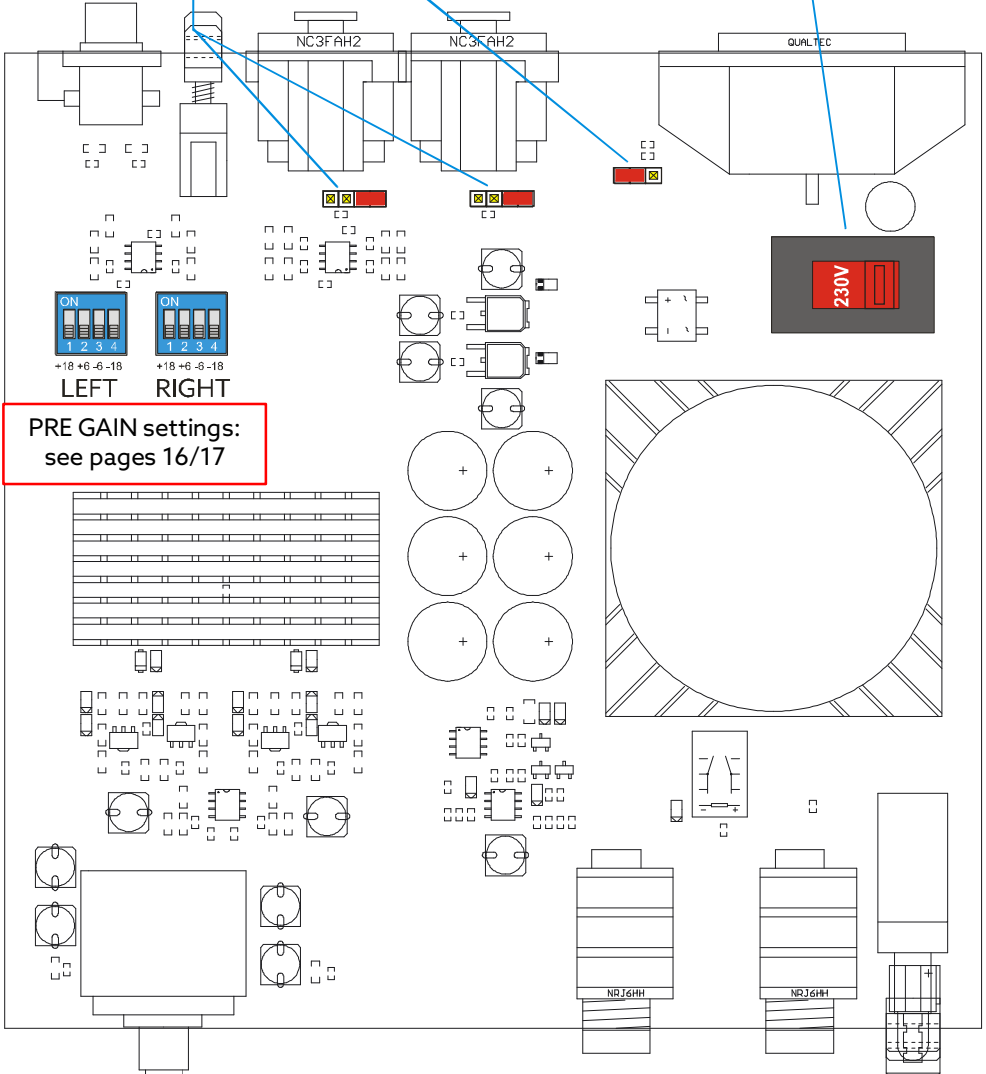 NC3FAH2 NC3FAH2 QUALTEC
230V
ON ON
1 2 3 4 1 2 3 4
+18 +6 -6 -18 +18 +6 -6 -18
LEFT RIGHT
PRE GAIN settings:
see pages 16/17
NRJ6HH NRJ6HH